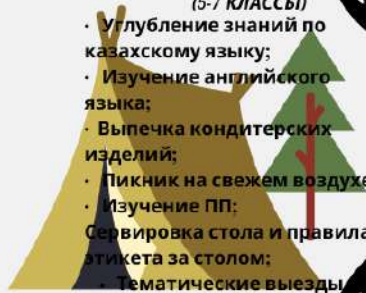 (5-7 КЛАССЫ)
· Углубление знаний по
казахскому языку;
· Изучение английского
языка;
· Выпечка кондитерских
изделий;
· Пикник на свежем воздухе
· Изучение ПП;
Сервировка стола и правила
этикета за столом;
· Тематические выезды